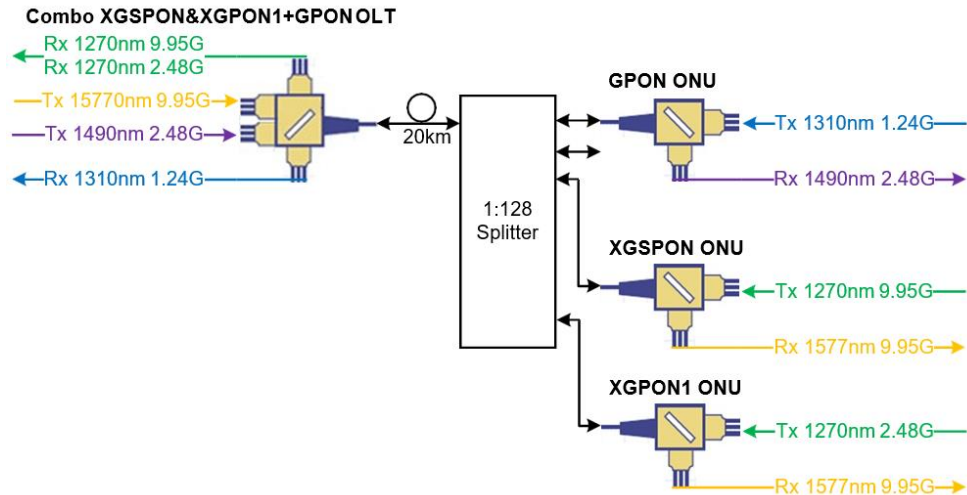 Combo XGSPON&XGPON1+GPON OLT
Rx 1270nm 9.95G
Rx 1270nm 2.48G
Tx 15770nm 9.95G
Tx 1490nm 2.48G
Rx 1310nm 1.24G
20km
1:128
Splitter
GPON ONU
Tx 1310nm 1.24G
Rx 1490nm 2.48G
XGSPON ONU
Tx 1270nm 9.95G
Rx 1577nm 9.95G
XGPON1 ONU
Tx 1270nm 2.48G
Rx 1577nm 9.95G